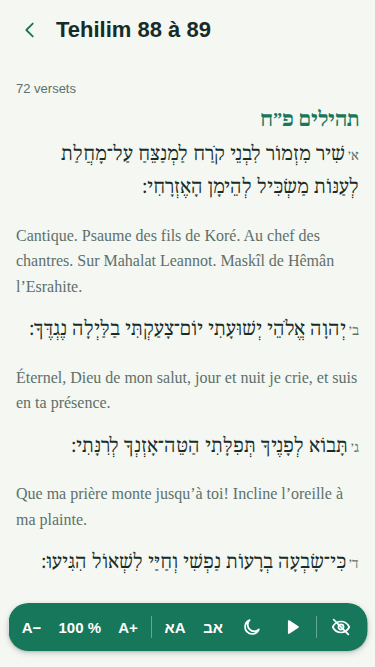 Tehilim 88 à 89
72 versets
תהילים פ״ח
א׳ שִׁיר מִזְמוֹר לִבְנֵי קֹרַח לַמְנַצֵּחַ עַל־מָחֲלַת
לְעַנּוֹת מַשְׂכִּיל לְהֵימָן הָאֶזְרָחִי׃
Cantique. Psaume des fils de Koré. Au chef des
chantres. Sur Mahalat Leannot. Maskîl de Hêmân
l’Esrahite.
ב׳ יְהוָה אֱלֹהֵי יְשׁוּעָתִי יוֹם־צָעַקְתִּי בַלַּיְלָה נֶגְדֶּךָ׃
Éternel, Dieu de mon salut, jour et nuit je crie, et suis
en ta présence.
ג׳ תָּבוֹא לְפָנֶיךָ תְּפִלָּתִי הַטֵּה־אָזְנְךָ לְרִנָּתִי׃
Que ma prière monte jusqu’à toi! Incline l’oreille à
ma plainte.
ד׳ כִּי־שָׂבְעָה בְרָעוֹת נַפְשִׁי וְחַיַּי לִשְׁאוֹל הִגִּיעוּ׃
A− 100 % A+ אA אב